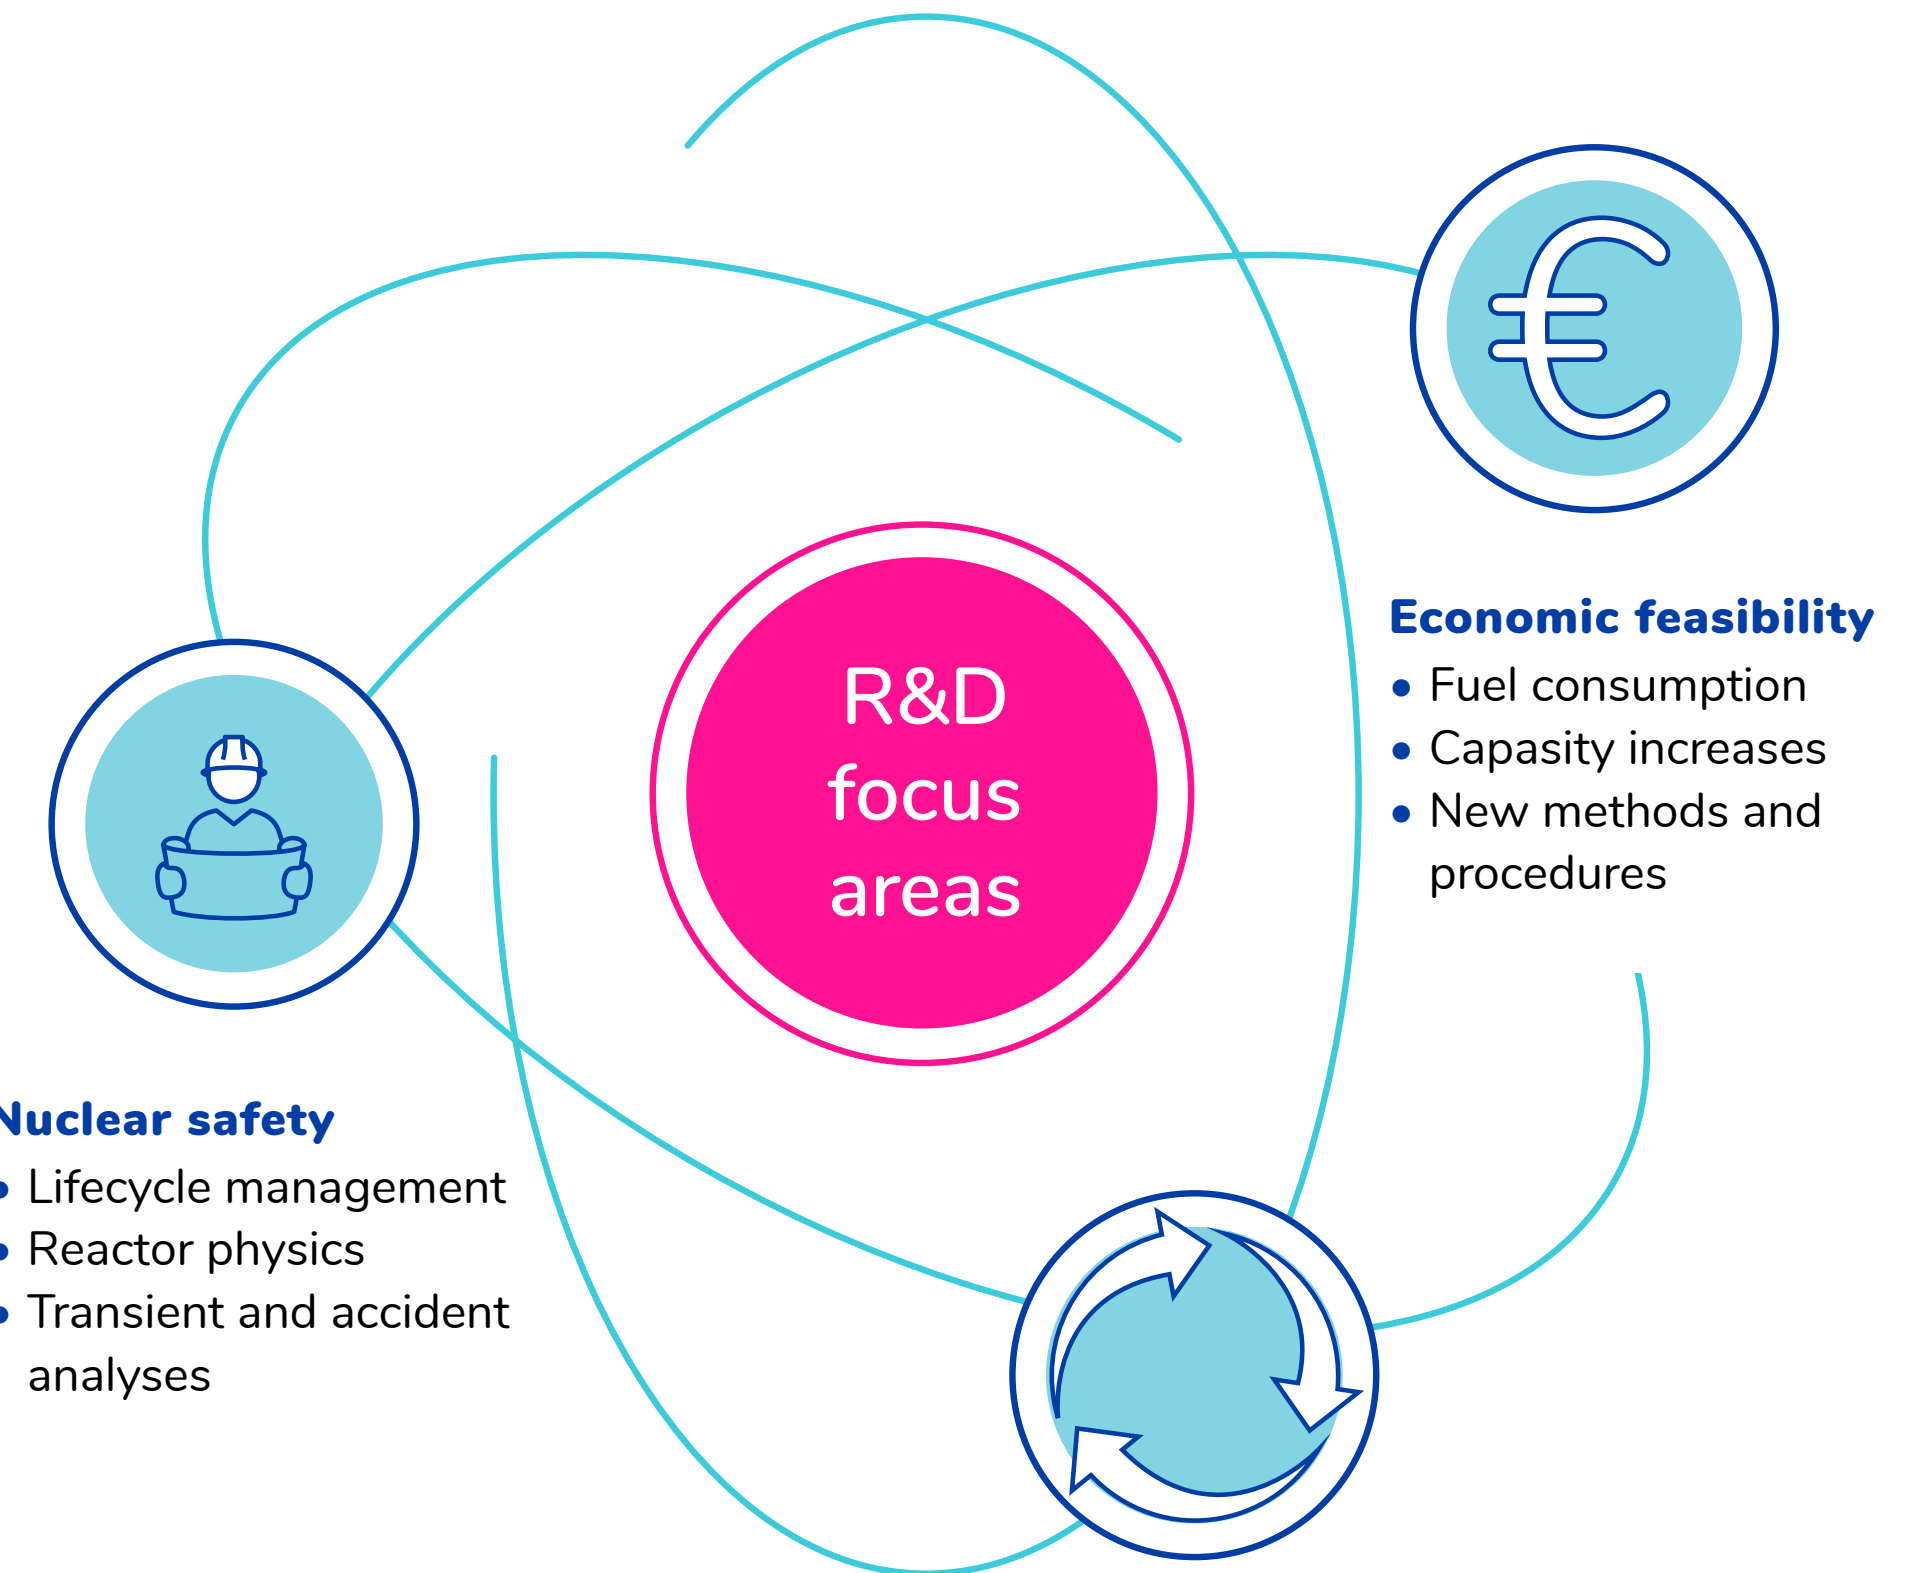 R&D
focus
areas
Economic feasibility
• Fuel consumption
• Capasity increases
• New methods and
procedures
Nuclear safety
• Lifecycle management
• Reactor physics
• Transient and accident
analyses